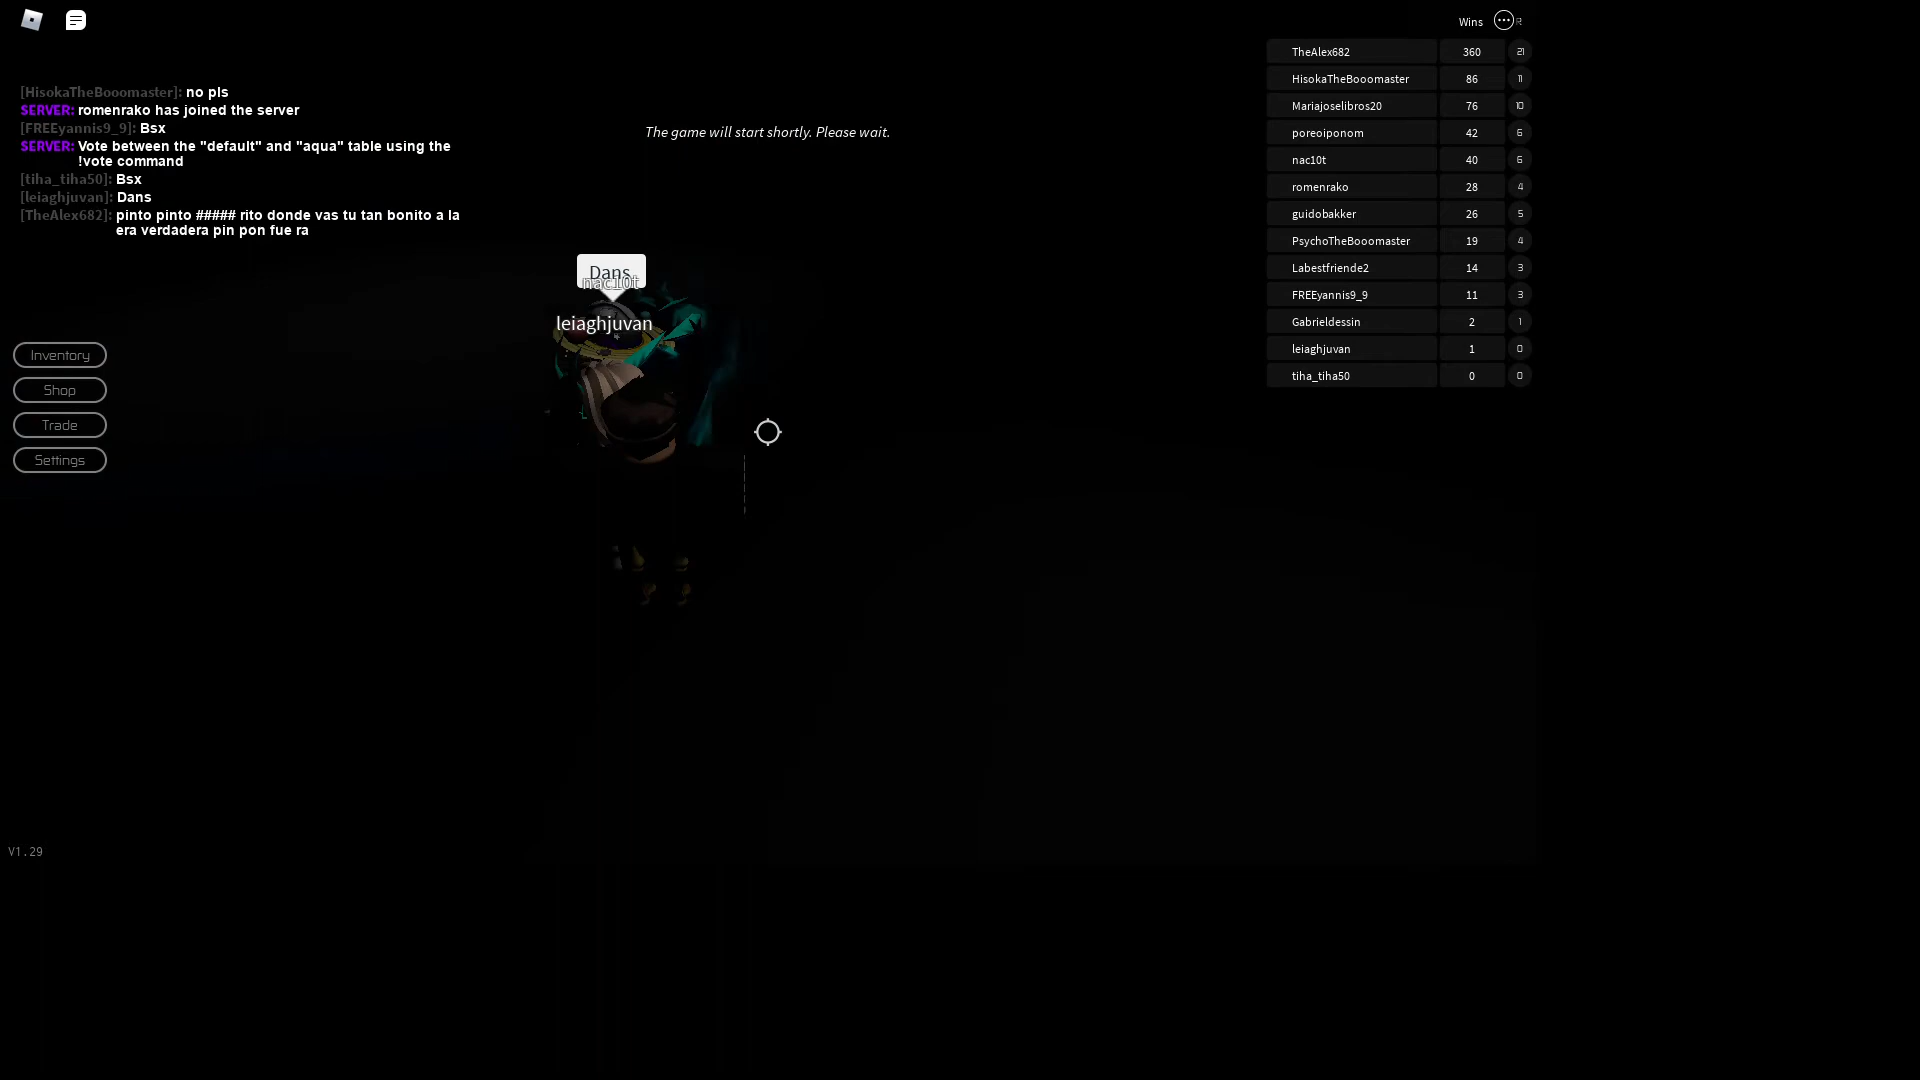 Wins
R
TheAlex682 360 21
HisokaTheBooomaster 86 11
Mariajoselibros20 76 10
poreoiponom 42 6
nac10t 40 6
romenrako 28 4
guidobakker 26 5
PsychoTheBooomaster 19 4
Labestfriende2 14 3
FREEyannis9_9 11 3
Gabrieldessin 2 1
leiaghjuvan 1 0
tiha_tiha50 0 0
[HisokaTheBooomaster]: no pls
SERVER: romenrako has joined the server
[FREEyannis9_9]: Bsx
SERVER: Vote between the "default" and "aqua" table using the
!vote command
[tiha_tiha50]: Bsx
[leiaghjuvan]: Dans
[TheAlex682]: pinto pinto ##### rito donde vas tu tan bonito a la
era verdadera pin pon fue ra
The game will start shortly. Please wait.
Dans
nac10t
leiaghjuvan
Inventory
Shop
Trade
Settings
V1.29